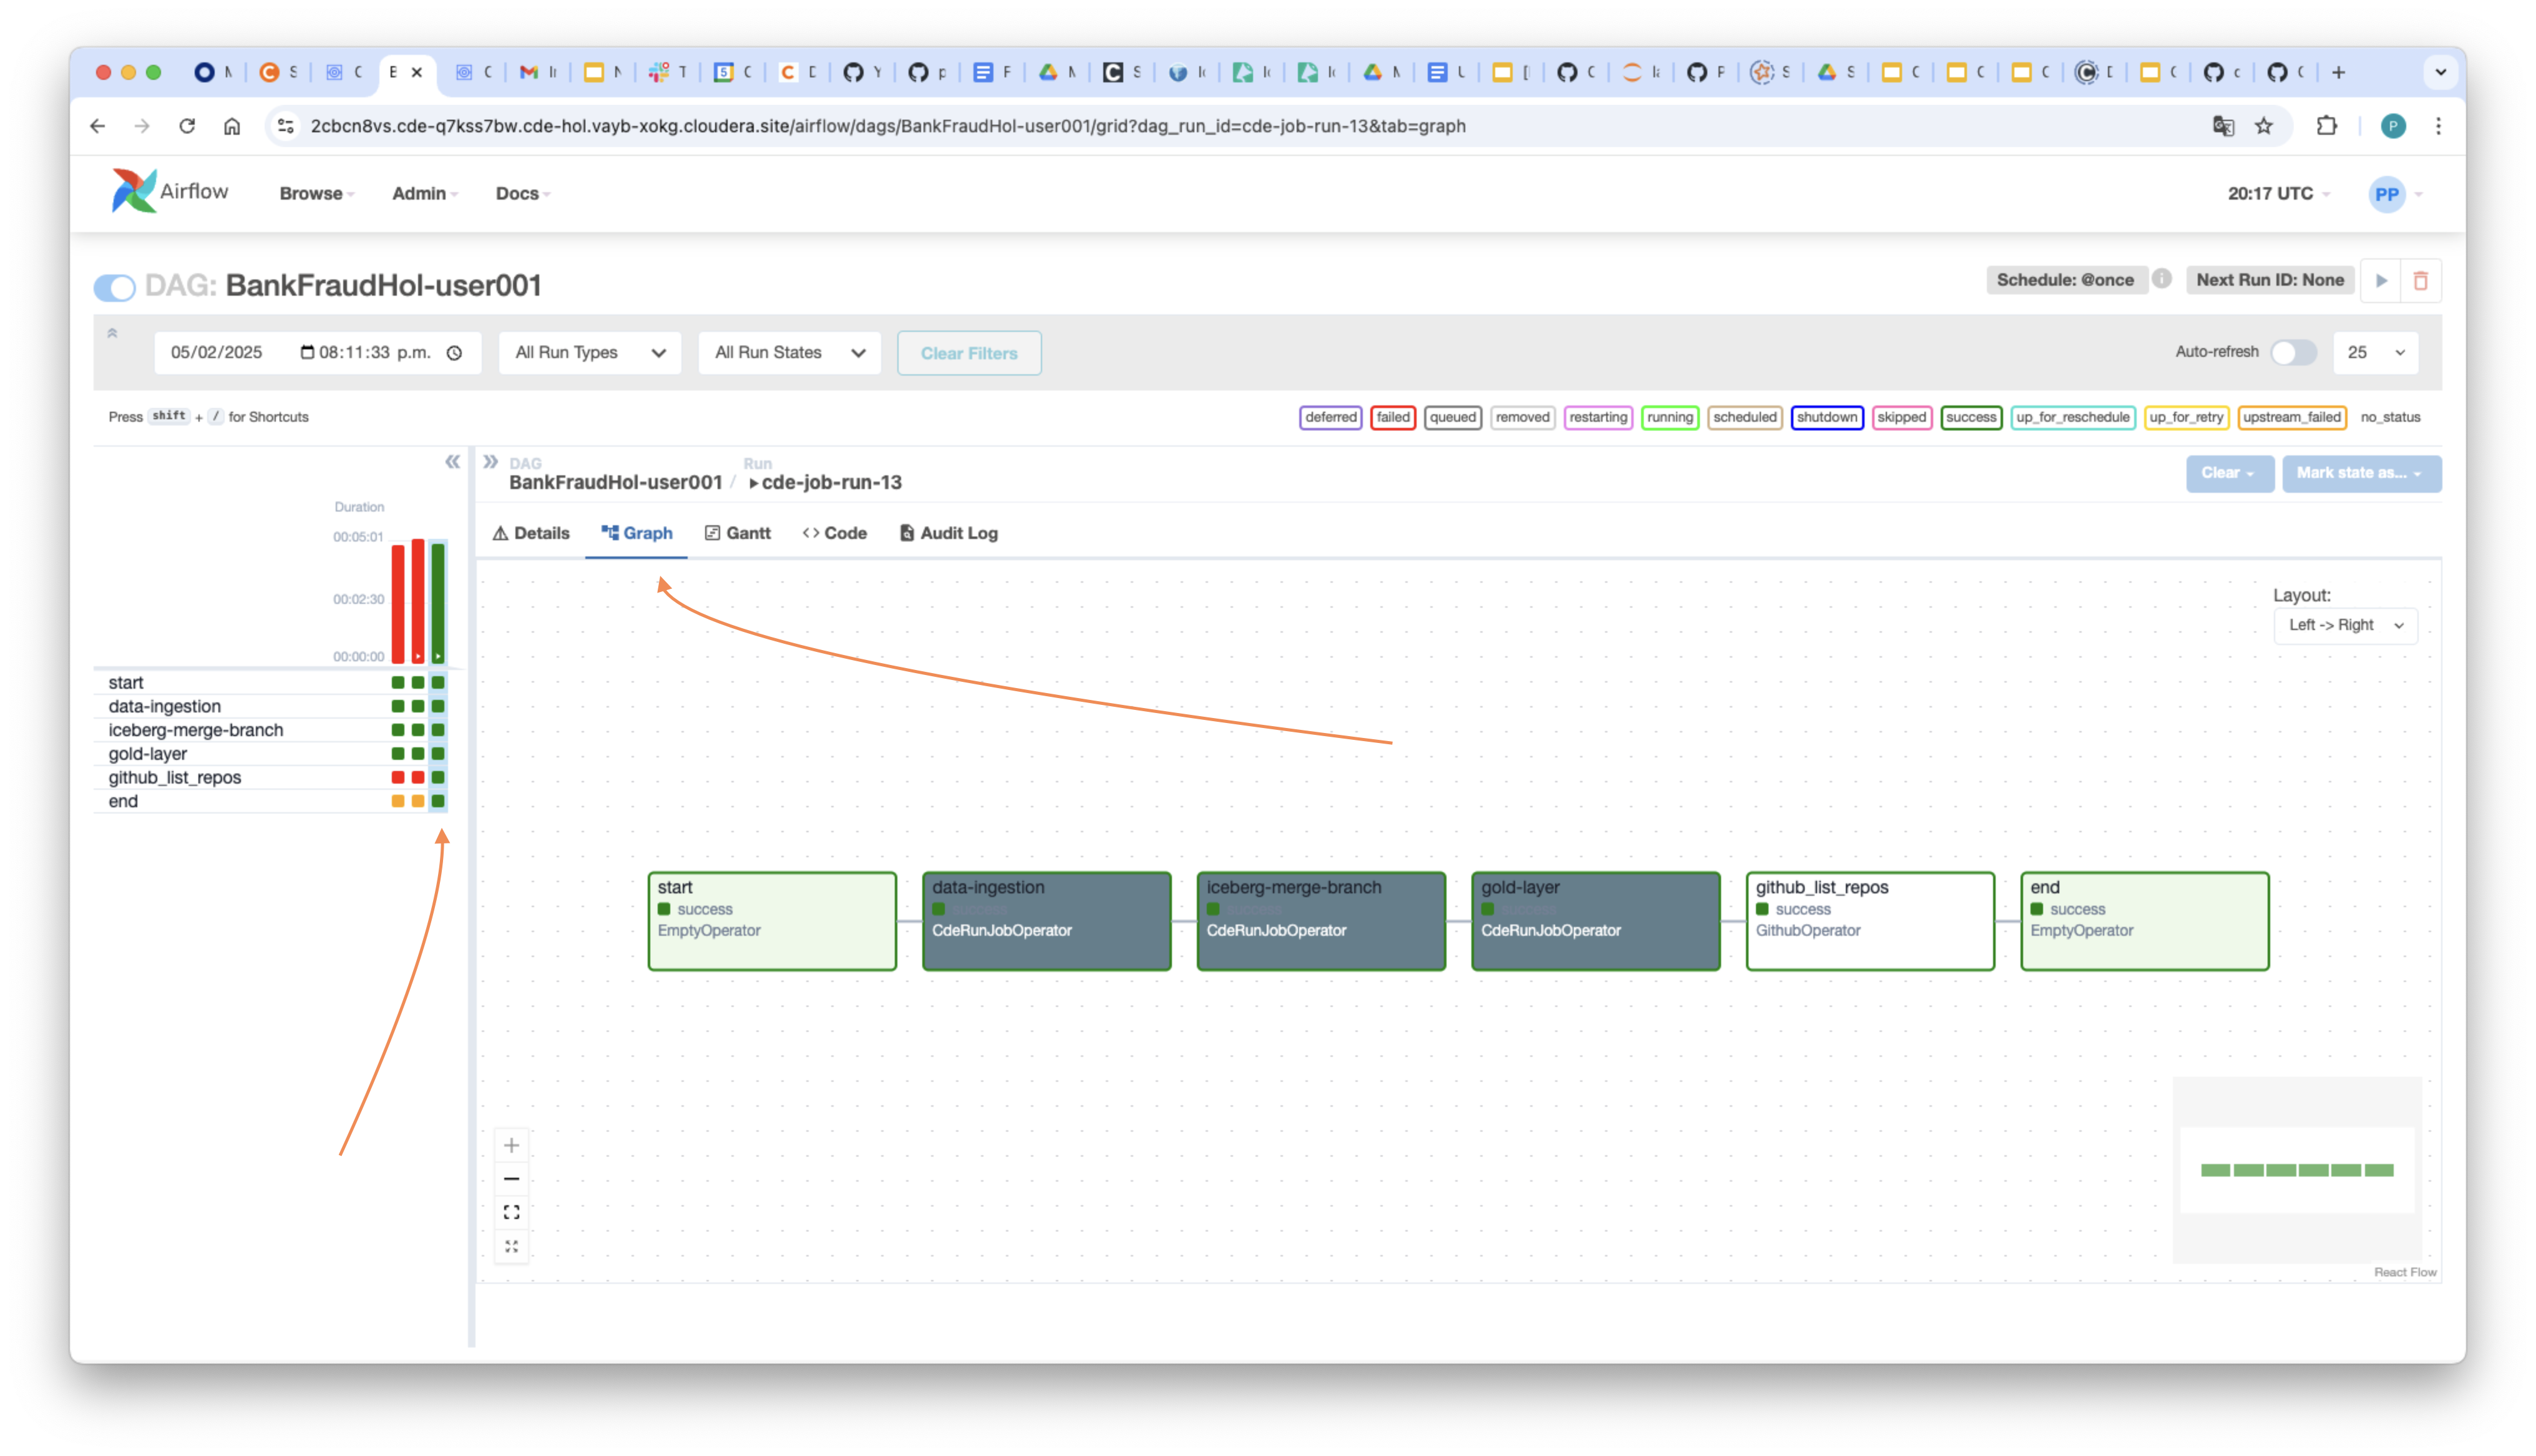 2cbcn8vs.cde-q7kss7bw.cde-hol.vayb-xokg.cloudera.site/airflow/dags/BankFraudHol-user001/grid?dag_run_id=cde-job-run-13&tab=graph
P
Airflow Browse Admin Docs 20:17 UTC PP
DAG: BankFraudHol-user001 Schedule: @once Next Run ID: None
05/02/2025 08:11:33 p.m. All Run Types All Run States Clear Filters Auto-refresh 25
Press shift + / for Shortcuts deferred failed queued removed restarting running scheduled shutdown skipped success up_for_reschedule up_for_retry upstream_failed no_status
DAG Run
BankFraudHol-user001 / cde-job-run-13 Clear Mark state as...
Details Graph Gantt Code Audit Log
Duration
00:05:01
00:02:30
00:00:00
start
data-ingestion
iceberg-merge-branch
gold-layer
github_list_repos
end
Layout:
Left -> Right
start
success
EmptyOperator
data-ingestion
success
CdeRunJobOperator
iceberg-merge-branch
success
CdeRunJobOperator
gold-layer
success
CdeRunJobOperator
github_list_repos
success
GithubOperator
end
success
EmptyOperator
React Flow